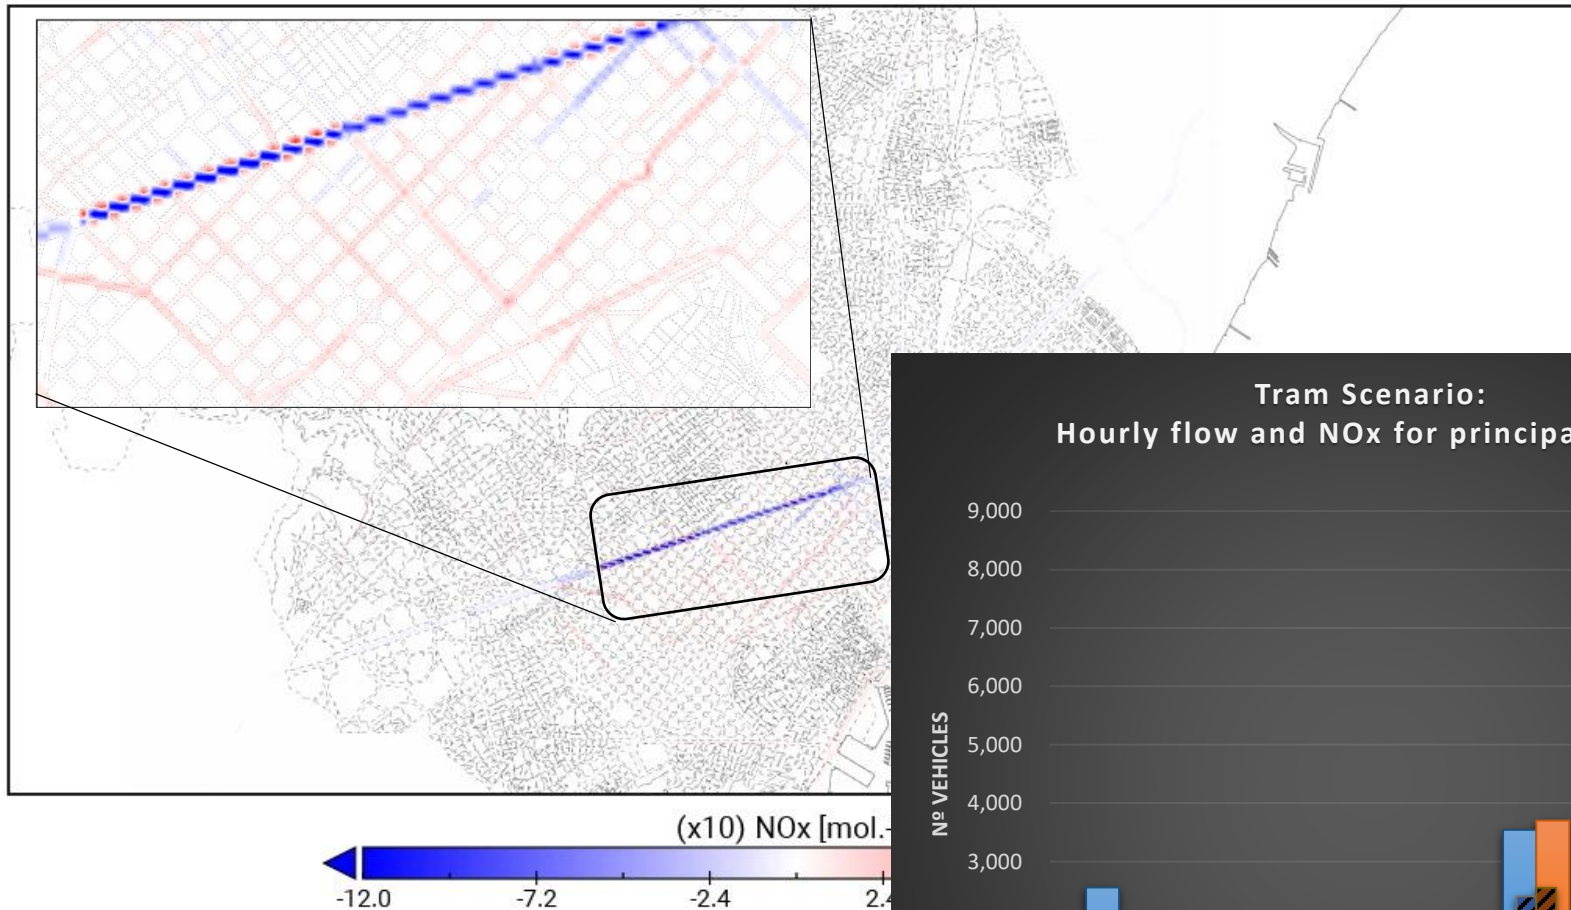 Tram Scenario:
Hourly flow and NOx for principa
9,000
8,000
7,000
6,000
5,000
4,000
3,000
Nº VEHICLES
(x10) NOx [mol.-
-12.0
-7.2
-2.4
2.4